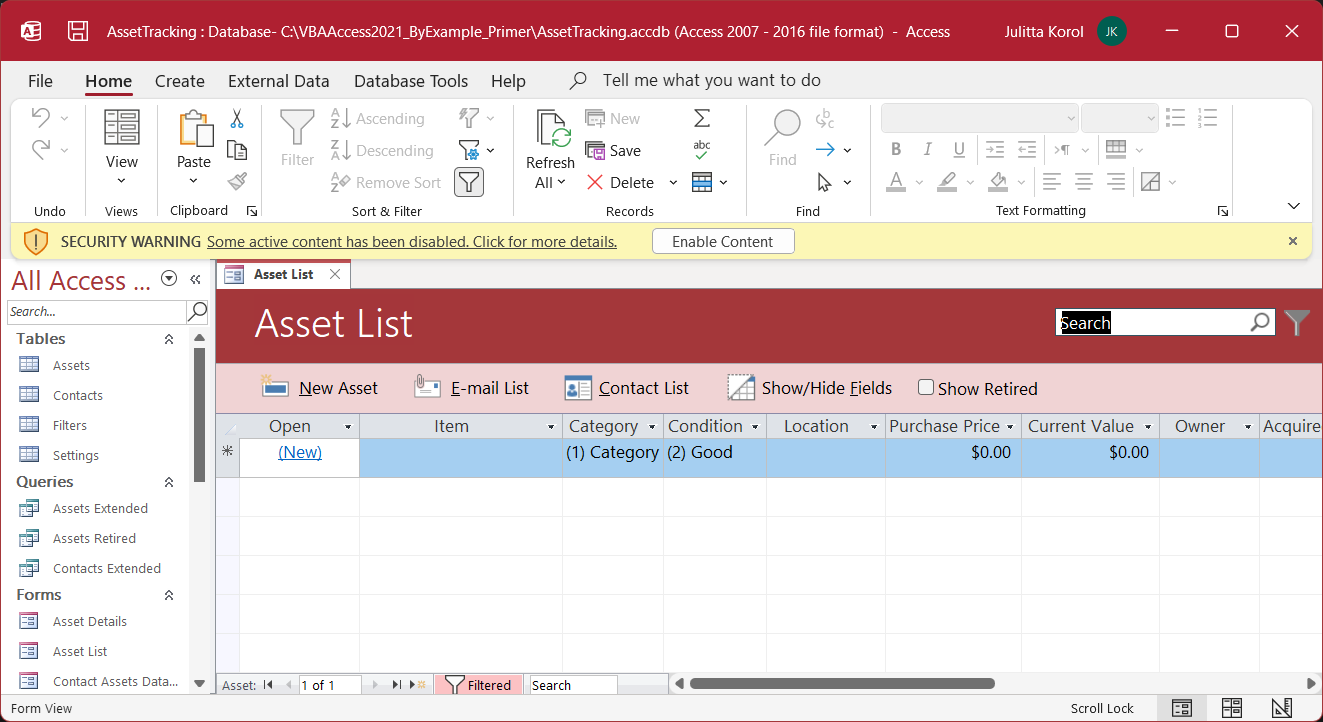 AssetTracking : Database- C:\VBAAccess2021_ByExample_Primer\AssetTracking.accdb (Access 2007 - 2016 file format) - Access
Julitta Korol
JK
File Home Create External Data Database Tools Help Tell me what you want to do
View
Paste
Filter
Ascending
Descending
Remove Sort
Refresh
All
New
Save
Delete
abc
Find
B I U
A
Undo
Views
Clipboard
Sort & Filter
Records
Find
Text Formatting
SECURITY WARNING Some active content has been disabled. Click for more details. Enable Content
All Access ...
Search...
Tables
Assets
Contacts
Filters
Settings
Queries
Assets Extended
Assets Retired
Contacts Extended
Forms
Asset Details
Asset List
Contact Assets Data...
Asset List
Asset List
Search
New Asset E-mail List Contact List Show/Hide Fields Show Retired
Open Item Category Condition Location Purchase Price Current Value Owner Acquire
(New) (1) Category (2) Good $0.00 $0.00
Asset: 1 of 1 Filtered Search
Form View
Scroll Lock